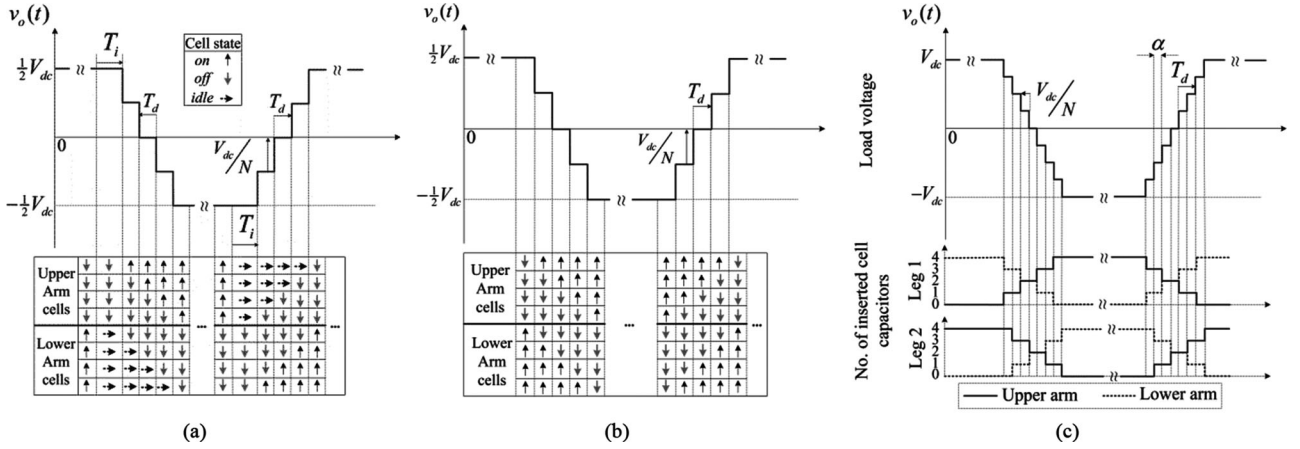 v_o(t)
T_i
½V_dc
Cell state
on ↑
off ↓
idle ⇢
T_d
0
V_dc/N
−½V_dc
T_i
Upper Arm cells
Lower Arm cells
...
...
(a)
v_o(t)
½V_dc
T_d
0
V_dc/N
−½V_dc
Upper Arm cells
Lower Arm cells
...
...
(b)
v_o(t)
Load voltage
V_dc
α
T_d
V_dc/N
0
−V_dc
No. of inserted cell capacitors
Leg 1
4
3
2
1
0
Leg 2
4
3
2
1
0
Upper arm
Lower arm
(c)